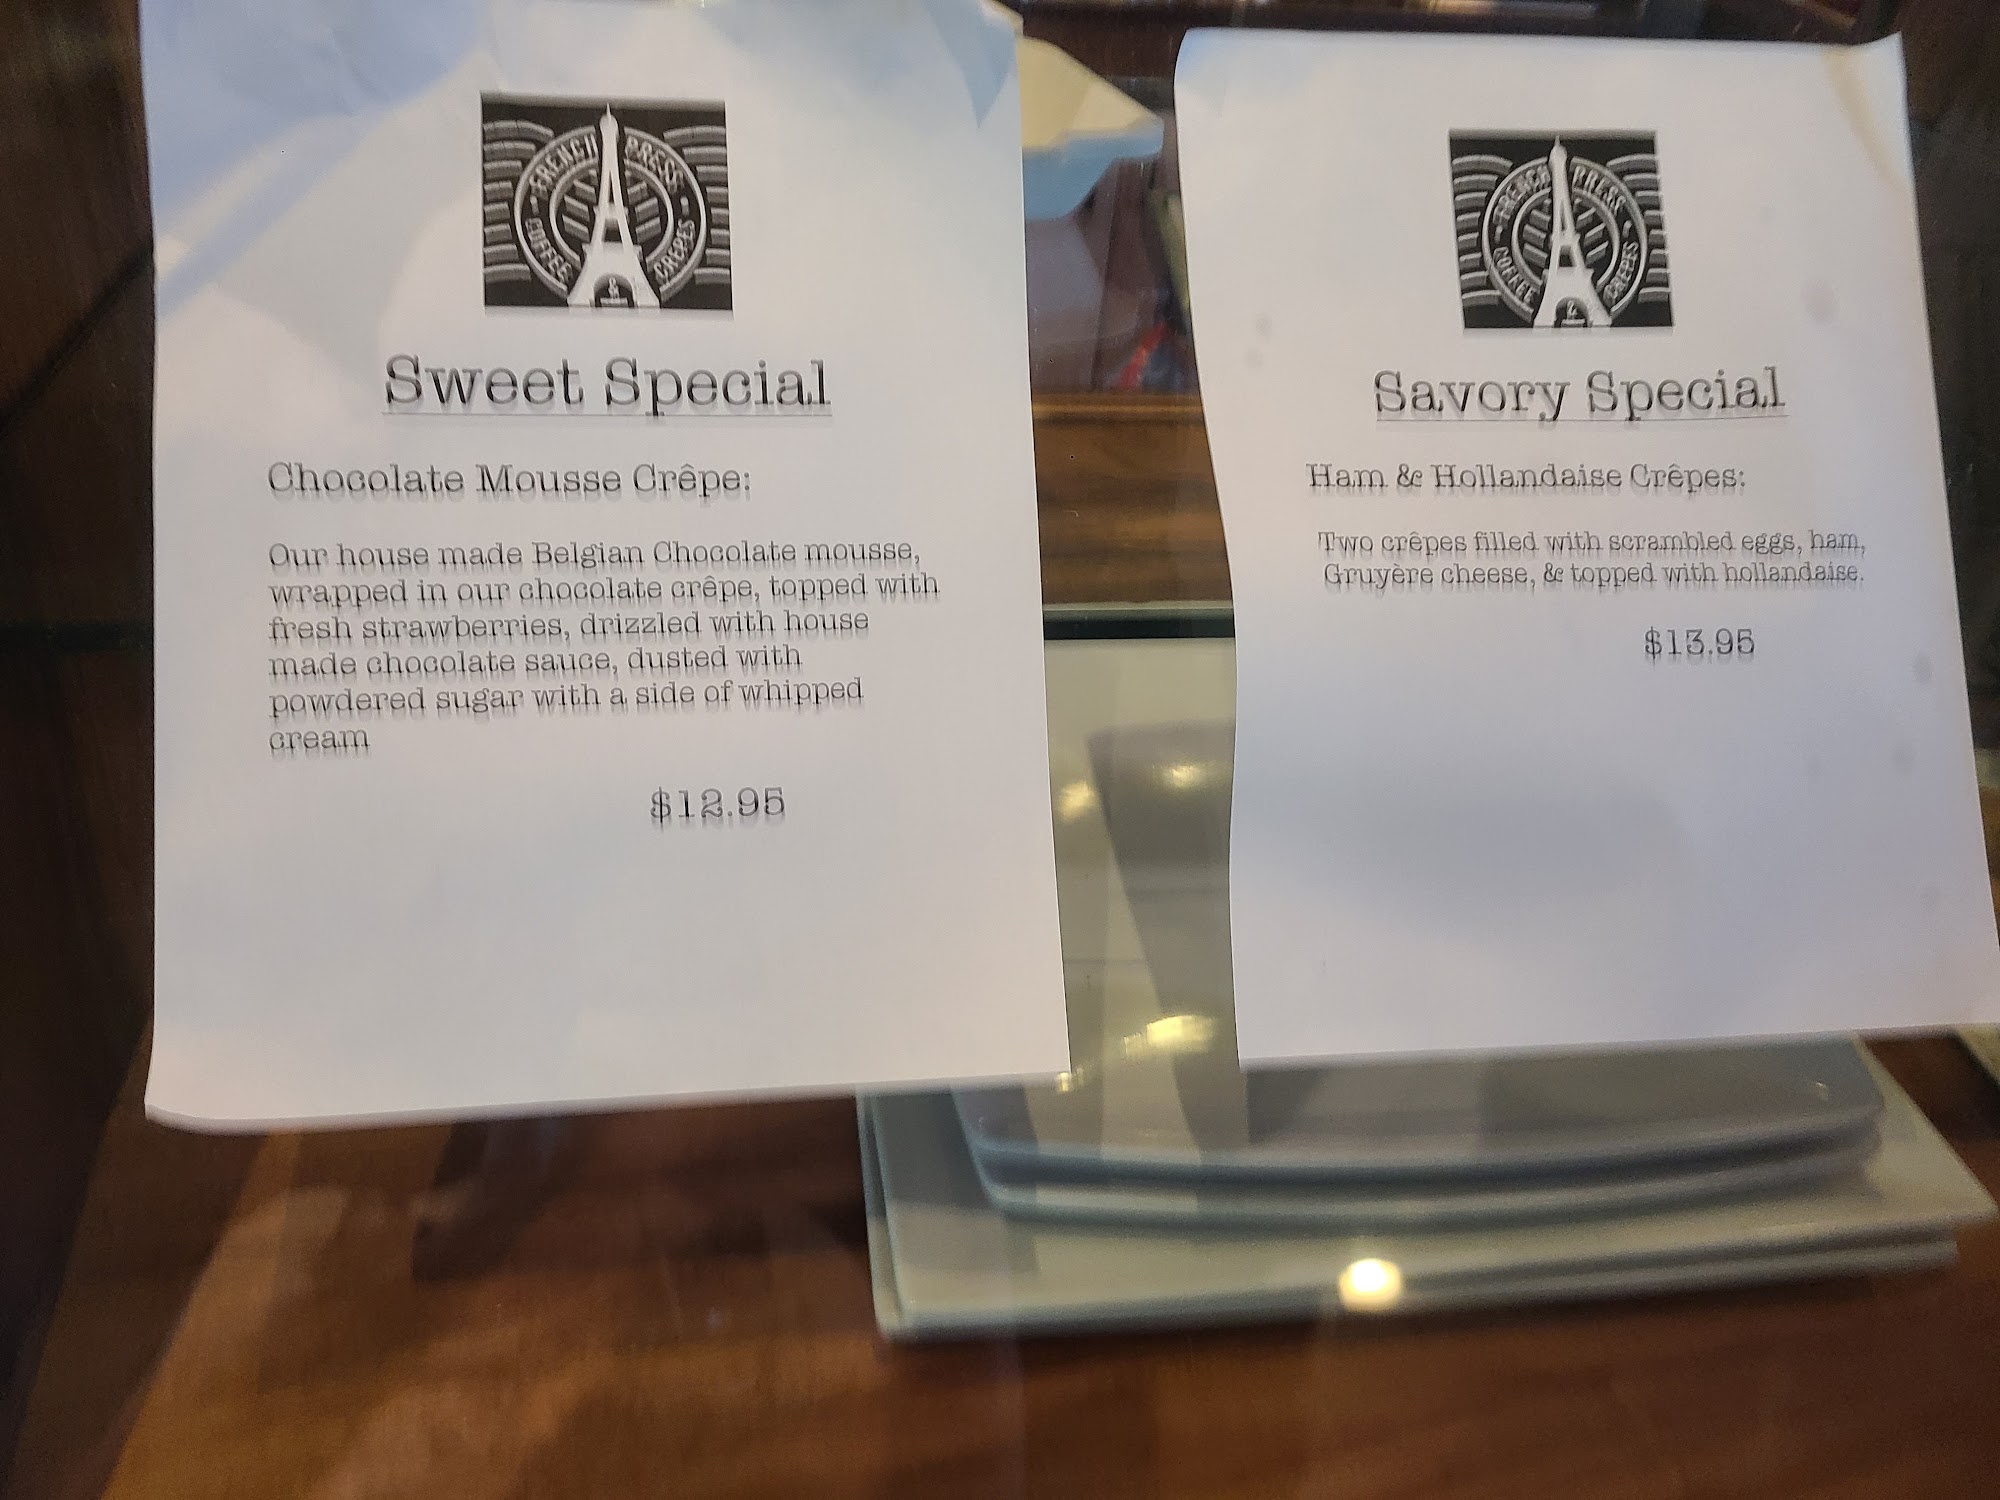 FRENCH PRESS
COFFEE & CRÊPES
Sweet Special
Chocolate Mousse Crêpe:
Our house made Belgian Chocolate mousse,
wrapped in our chocolate crêpe, topped with
fresh strawberries, drizzled with house
made chocolate sauce, dusted with
powdered sugar with a side of whipped
cream
$12.95
FRENCH PRESS
COFFEE & CRÊPES
Savory Special
Ham & Hollandaise Crêpes:
Two crêpes filled with scrambled eggs, ham,
Gruyère cheese, & topped with hollandaise.
$13.95